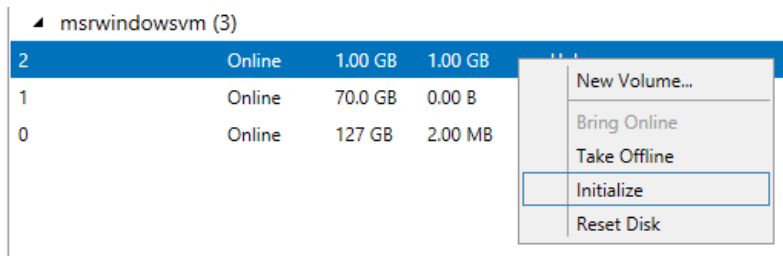 msrwindowsvm (3)
2 Online 1.00 GB 1.00 GB
1 Online 70.0 GB 0.00 B
0 Online 127 GB 2.00 MB
New Volume...
Bring Online
Take Offline
Initialize
Reset Disk